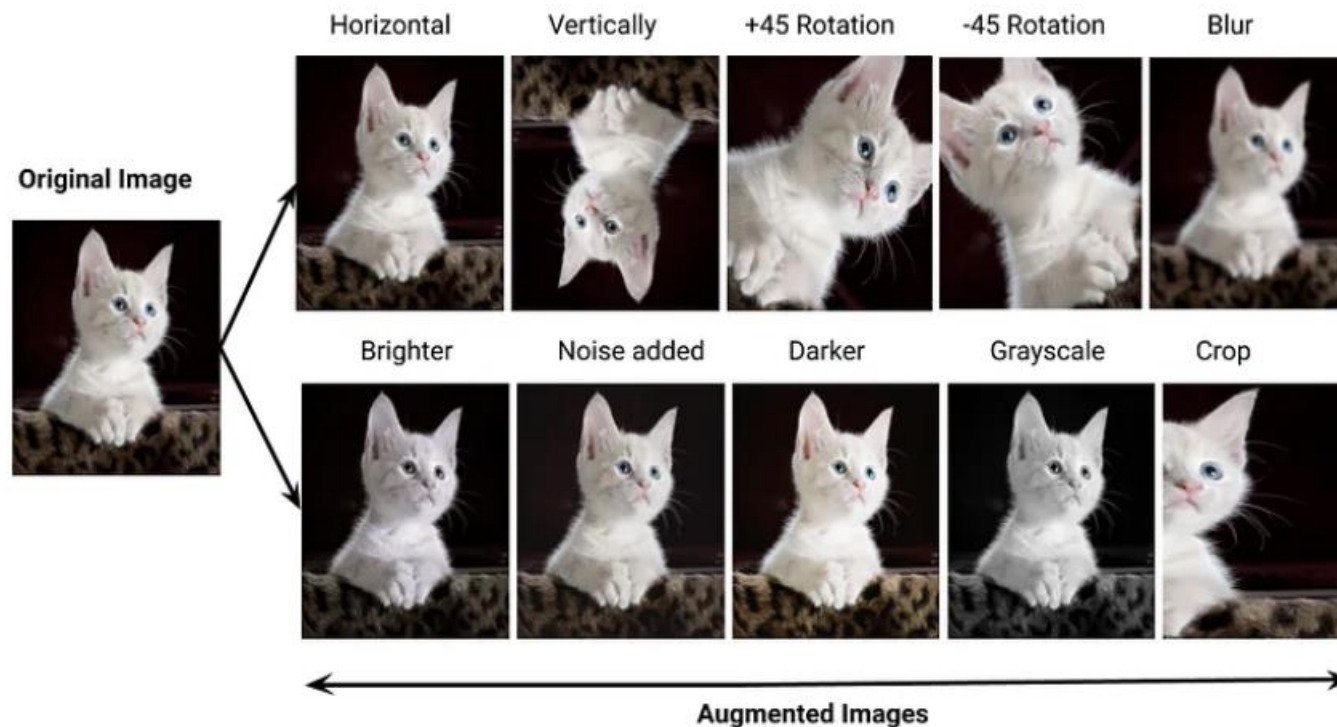 Horizontal Vertically +45 Rotation -45 Rotation Blur
Original Image
Brighter Noise added Darker Grayscale Crop
Augmented Images